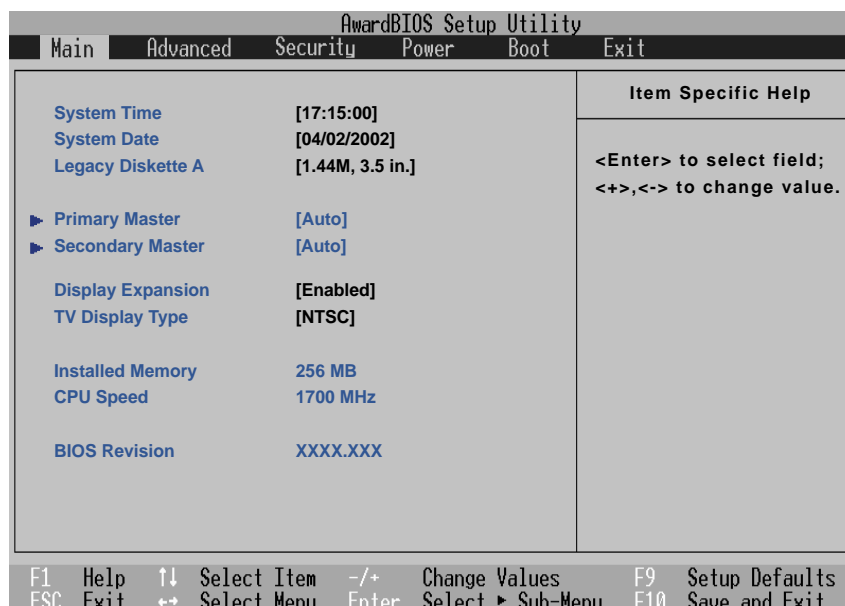 AwardBIOS Setup Utility
Main Advanced Security Power Boot Exit
System Time [17:15:00]
System Date [04/02/2002]
Legacy Diskette A [1.44M, 3.5 in.]
Primary Master [Auto]
Secondary Master [Auto]
Display Expansion [Enabled]
TV Display Type [NTSC]
Installed Memory 256 MB
CPU Speed 1700 MHz
BIOS Revision XXXX.XXX
Item Specific Help
<Enter> to select field;
<+>,<-> to change value.
F1 Help ↑↓ Select Item -/+ Change Values F9 Setup Defaults
ESC Exit ←→ Select Menu Enter Select ► Sub-Menu F10 Save and Exit